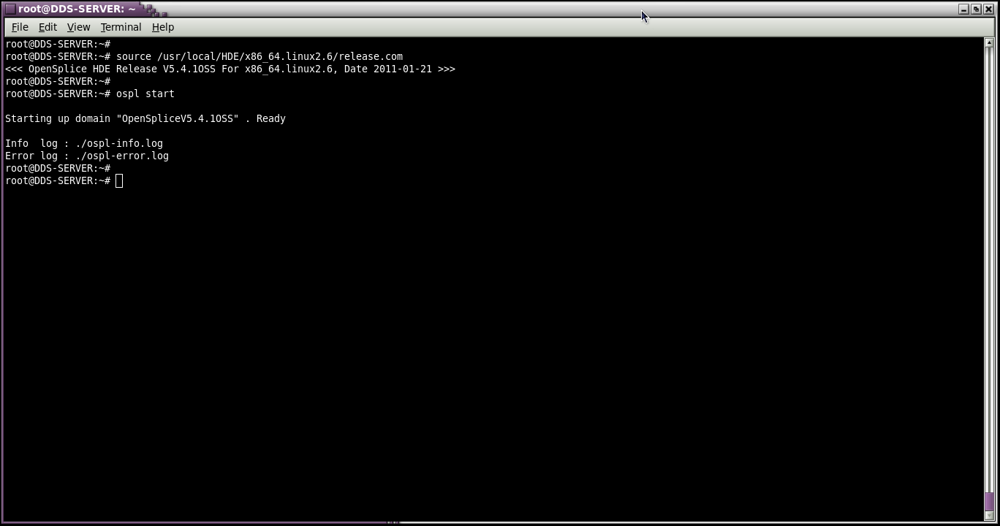 root@DDS-SERVER: ~
File Edit View Terminal Help
root@DDS-SERVER:~#
root@DDS-SERVER:~# source /usr/local/HDE/x86_64.linux2.6/release.com
<<< OpenSplice HDE Release V5.4.1OSS For x86_64.linux2.6, Date 2011-01-21 >>>
root@DDS-SERVER:~#
root@DDS-SERVER:~# ospl start
Starting up domain "OpenSpliceV5.4.1OSS" . Ready
Info  log : ./ospl-info.log
Error log : ./ospl-error.log
root@DDS-SERVER:~#
root@DDS-SERVER:~#